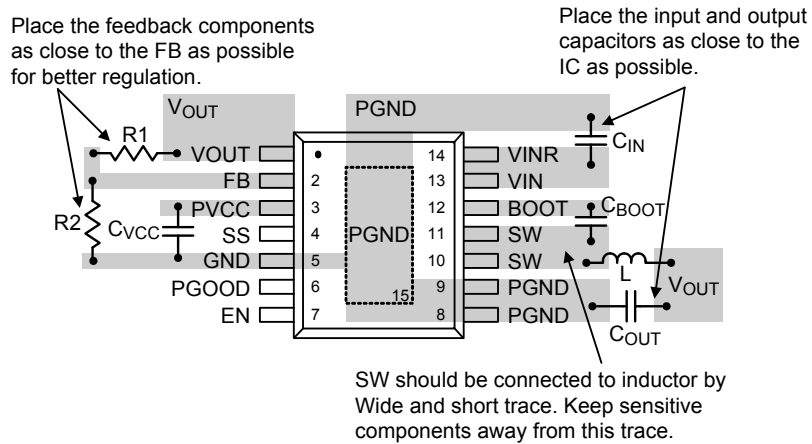 Place the feedback components
as close to the FB as possible
for better regulation.
Place the input and output
capacitors as close to the
IC as possible.
VOUT
PGND
R1
CIN
VOUT
14
VINR
FB
2
13
VIN
PVCC
3
12
BOOT
CBOOT
R2
CVCC
SS
4
PGND
11
SW
GND
5
10
SW
L
VOUT
PGOOD
6
15
9
PGND
EN
7
8
PGND
COUT
SW should be connected to inductor by
Wide and short trace. Keep sensitive
components away from this trace.